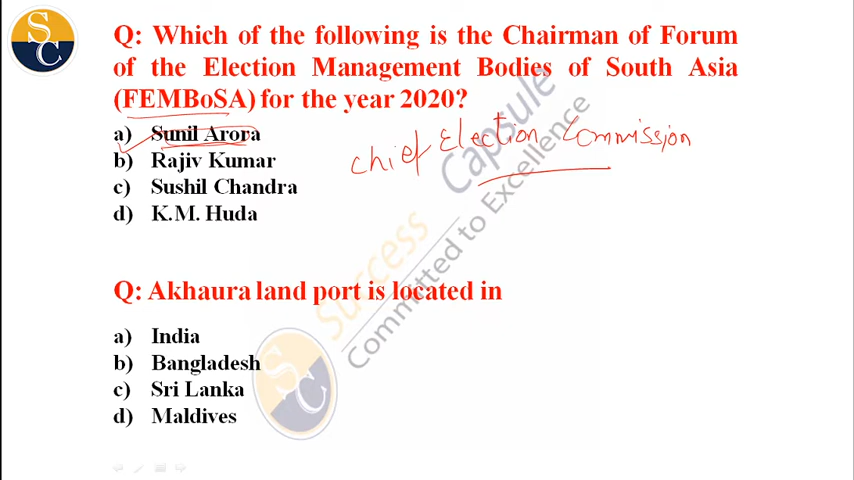 S
C
Q: Which of the following is the Chairman of Forum
of the Election Management Bodies of South Asia
(FEMBoSA) for the year 2020?
a) Sunil Arora
b) Rajiv Kumar
c) Sushil Chandra
d) K.M. Huda
Chief Election Commission
Success Capsule
Committed to Excellence
S
C
Q: Akhaura land port is located in
a) India
b) Bangladesh
c) Sri Lanka
d) Maldives